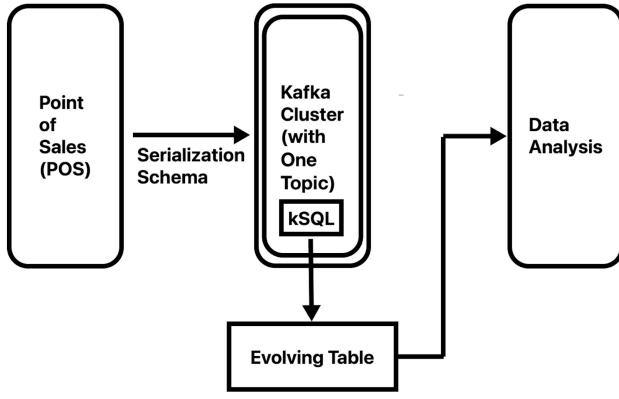 Point
of
Sales
(POS)
Serialization
Schema
Kafka
Cluster
(with
One
Topic)
kSQL
Evolving Table
Data
Analysis